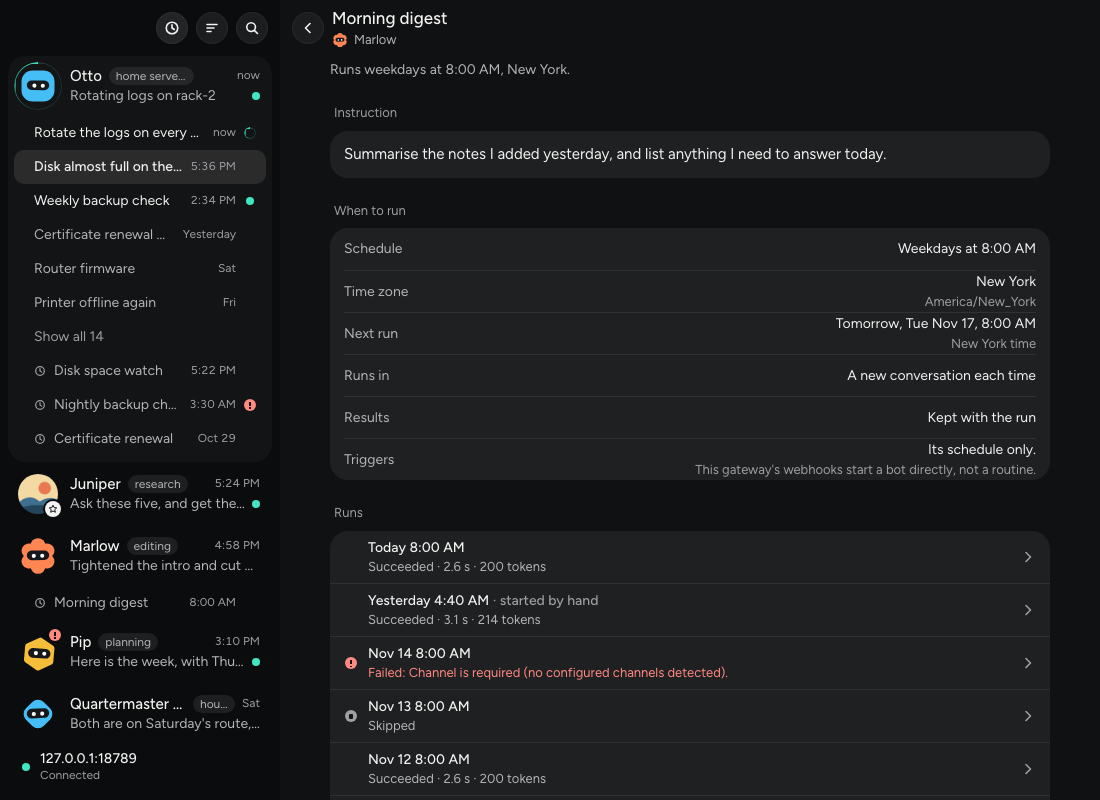 Otto home serve... now
Rotating logs on rack-2
Rotate the logs on every ... now
Disk almost full on the... 5:36 PM
Weekly backup check 2:34 PM
Certificate renewal ... Yesterday
Router firmware Sat
Printer offline again Fri
Show all 14
Disk space watch 5:22 PM
Nightly backup ch... 3:30 AM
Certificate renewal Oct 29
Juniper research 5:24 PM
Ask these five, and get the...
Marlow editing 4:58 PM
Tightened the intro and cut ...
Morning digest 8:00 AM
Pip planning 3:10 PM
Here is the week, with Thu...
Quartermaster ... hou... Sat
Both are on Saturday's route,...
127.0.0.1:18789
Connected
Morning digest
Marlow
Runs weekdays at 8:00 AM, New York.
Instruction
Summarise the notes I added yesterday, and list anything I need to answer today.
When to run
Schedule Weekdays at 8:00 AM
Time zone New York
America/New_York
Next run Tomorrow, Tue Nov 17, 8:00 AM
New York time
Runs in A new conversation each time
Results Kept with the run
Triggers Its schedule only.
This gateway's webhooks start a bot directly, not a routine.
Runs
Today 8:00 AM
Succeeded · 2.6 s · 200 tokens
Yesterday 4:40 AM · started by hand
Succeeded · 3.1 s · 214 tokens
Nov 14 8:00 AM
Failed: Channel is required (no configured channels detected).
Nov 13 8:00 AM
Skipped
Nov 12 8:00 AM
Succeeded · 2.6 s · 200 tokens